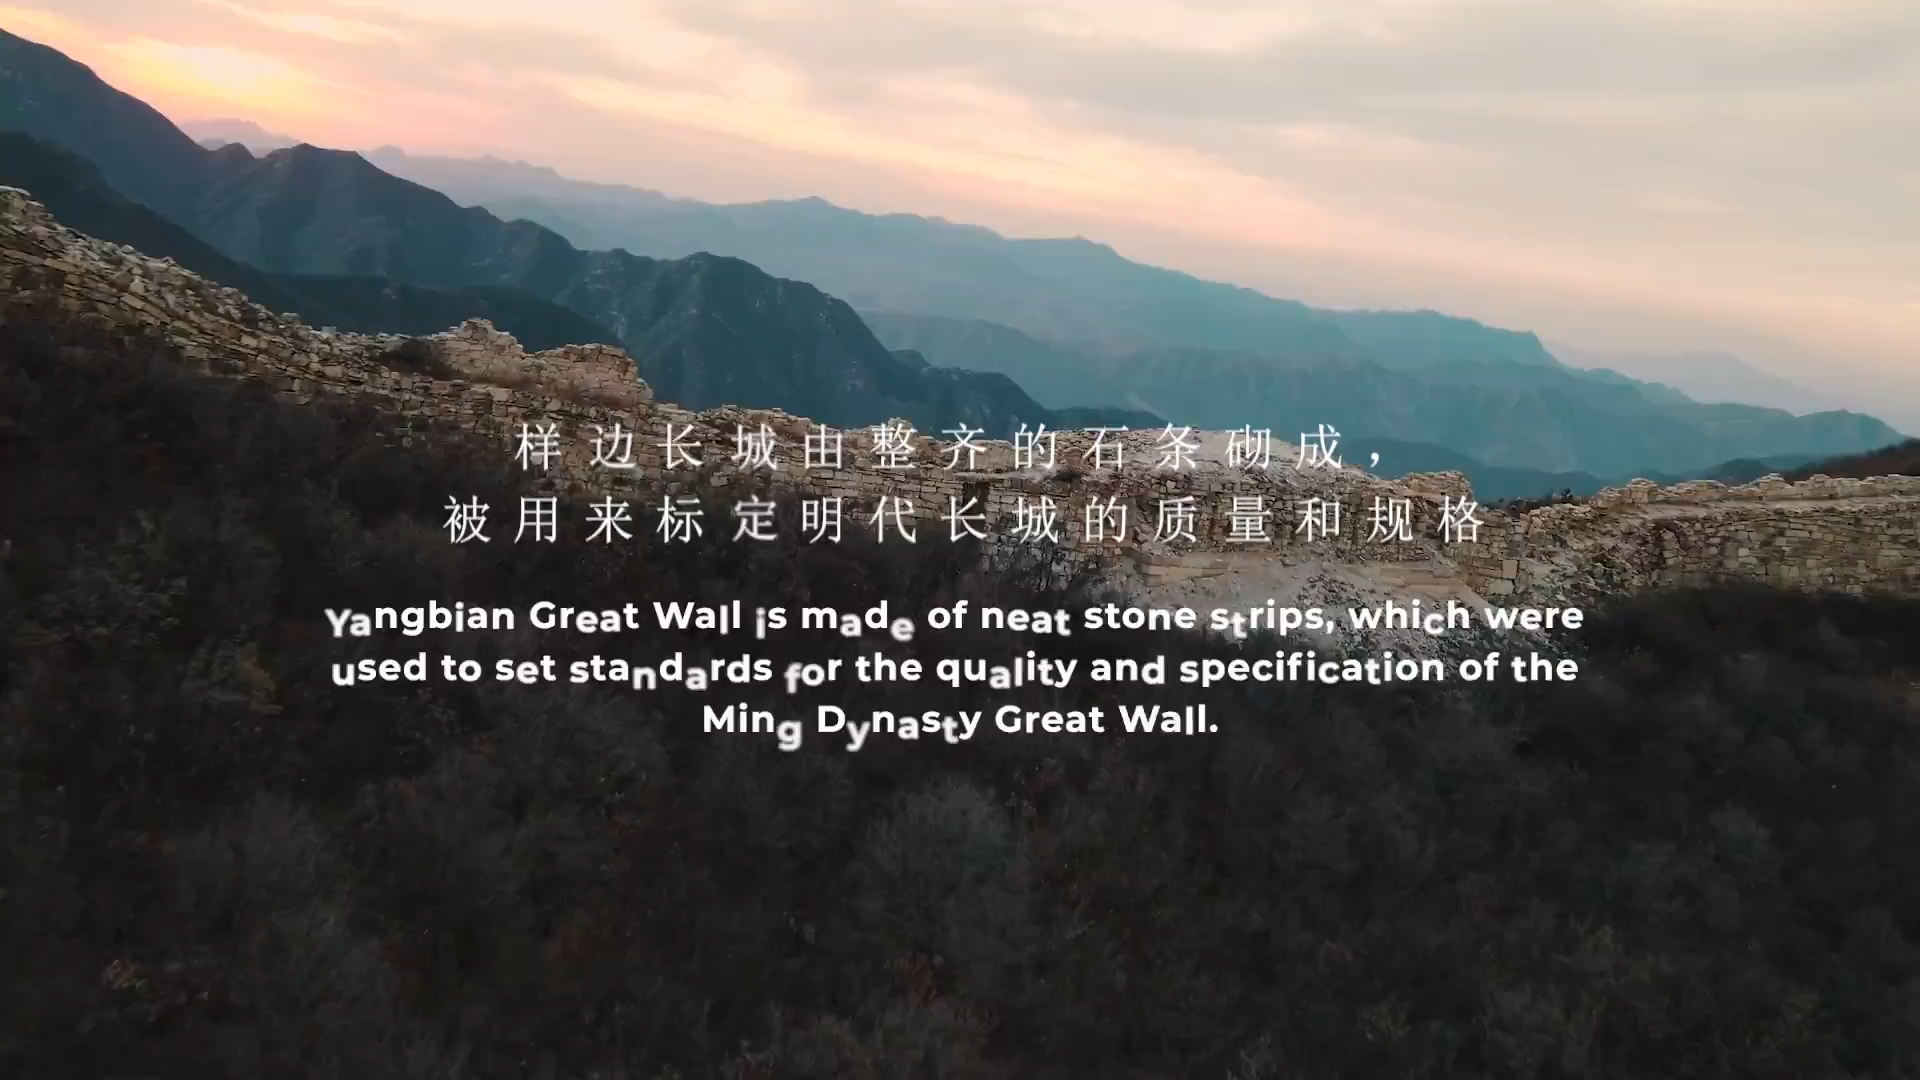 样边长城由整齐的石条砌成，
被用来标定明代长城的质量和规格
Yangbian Great Wall is made of neat stone strips, which were
used to set standards for the quality and specification of the
Ming Dynasty Great Wall.